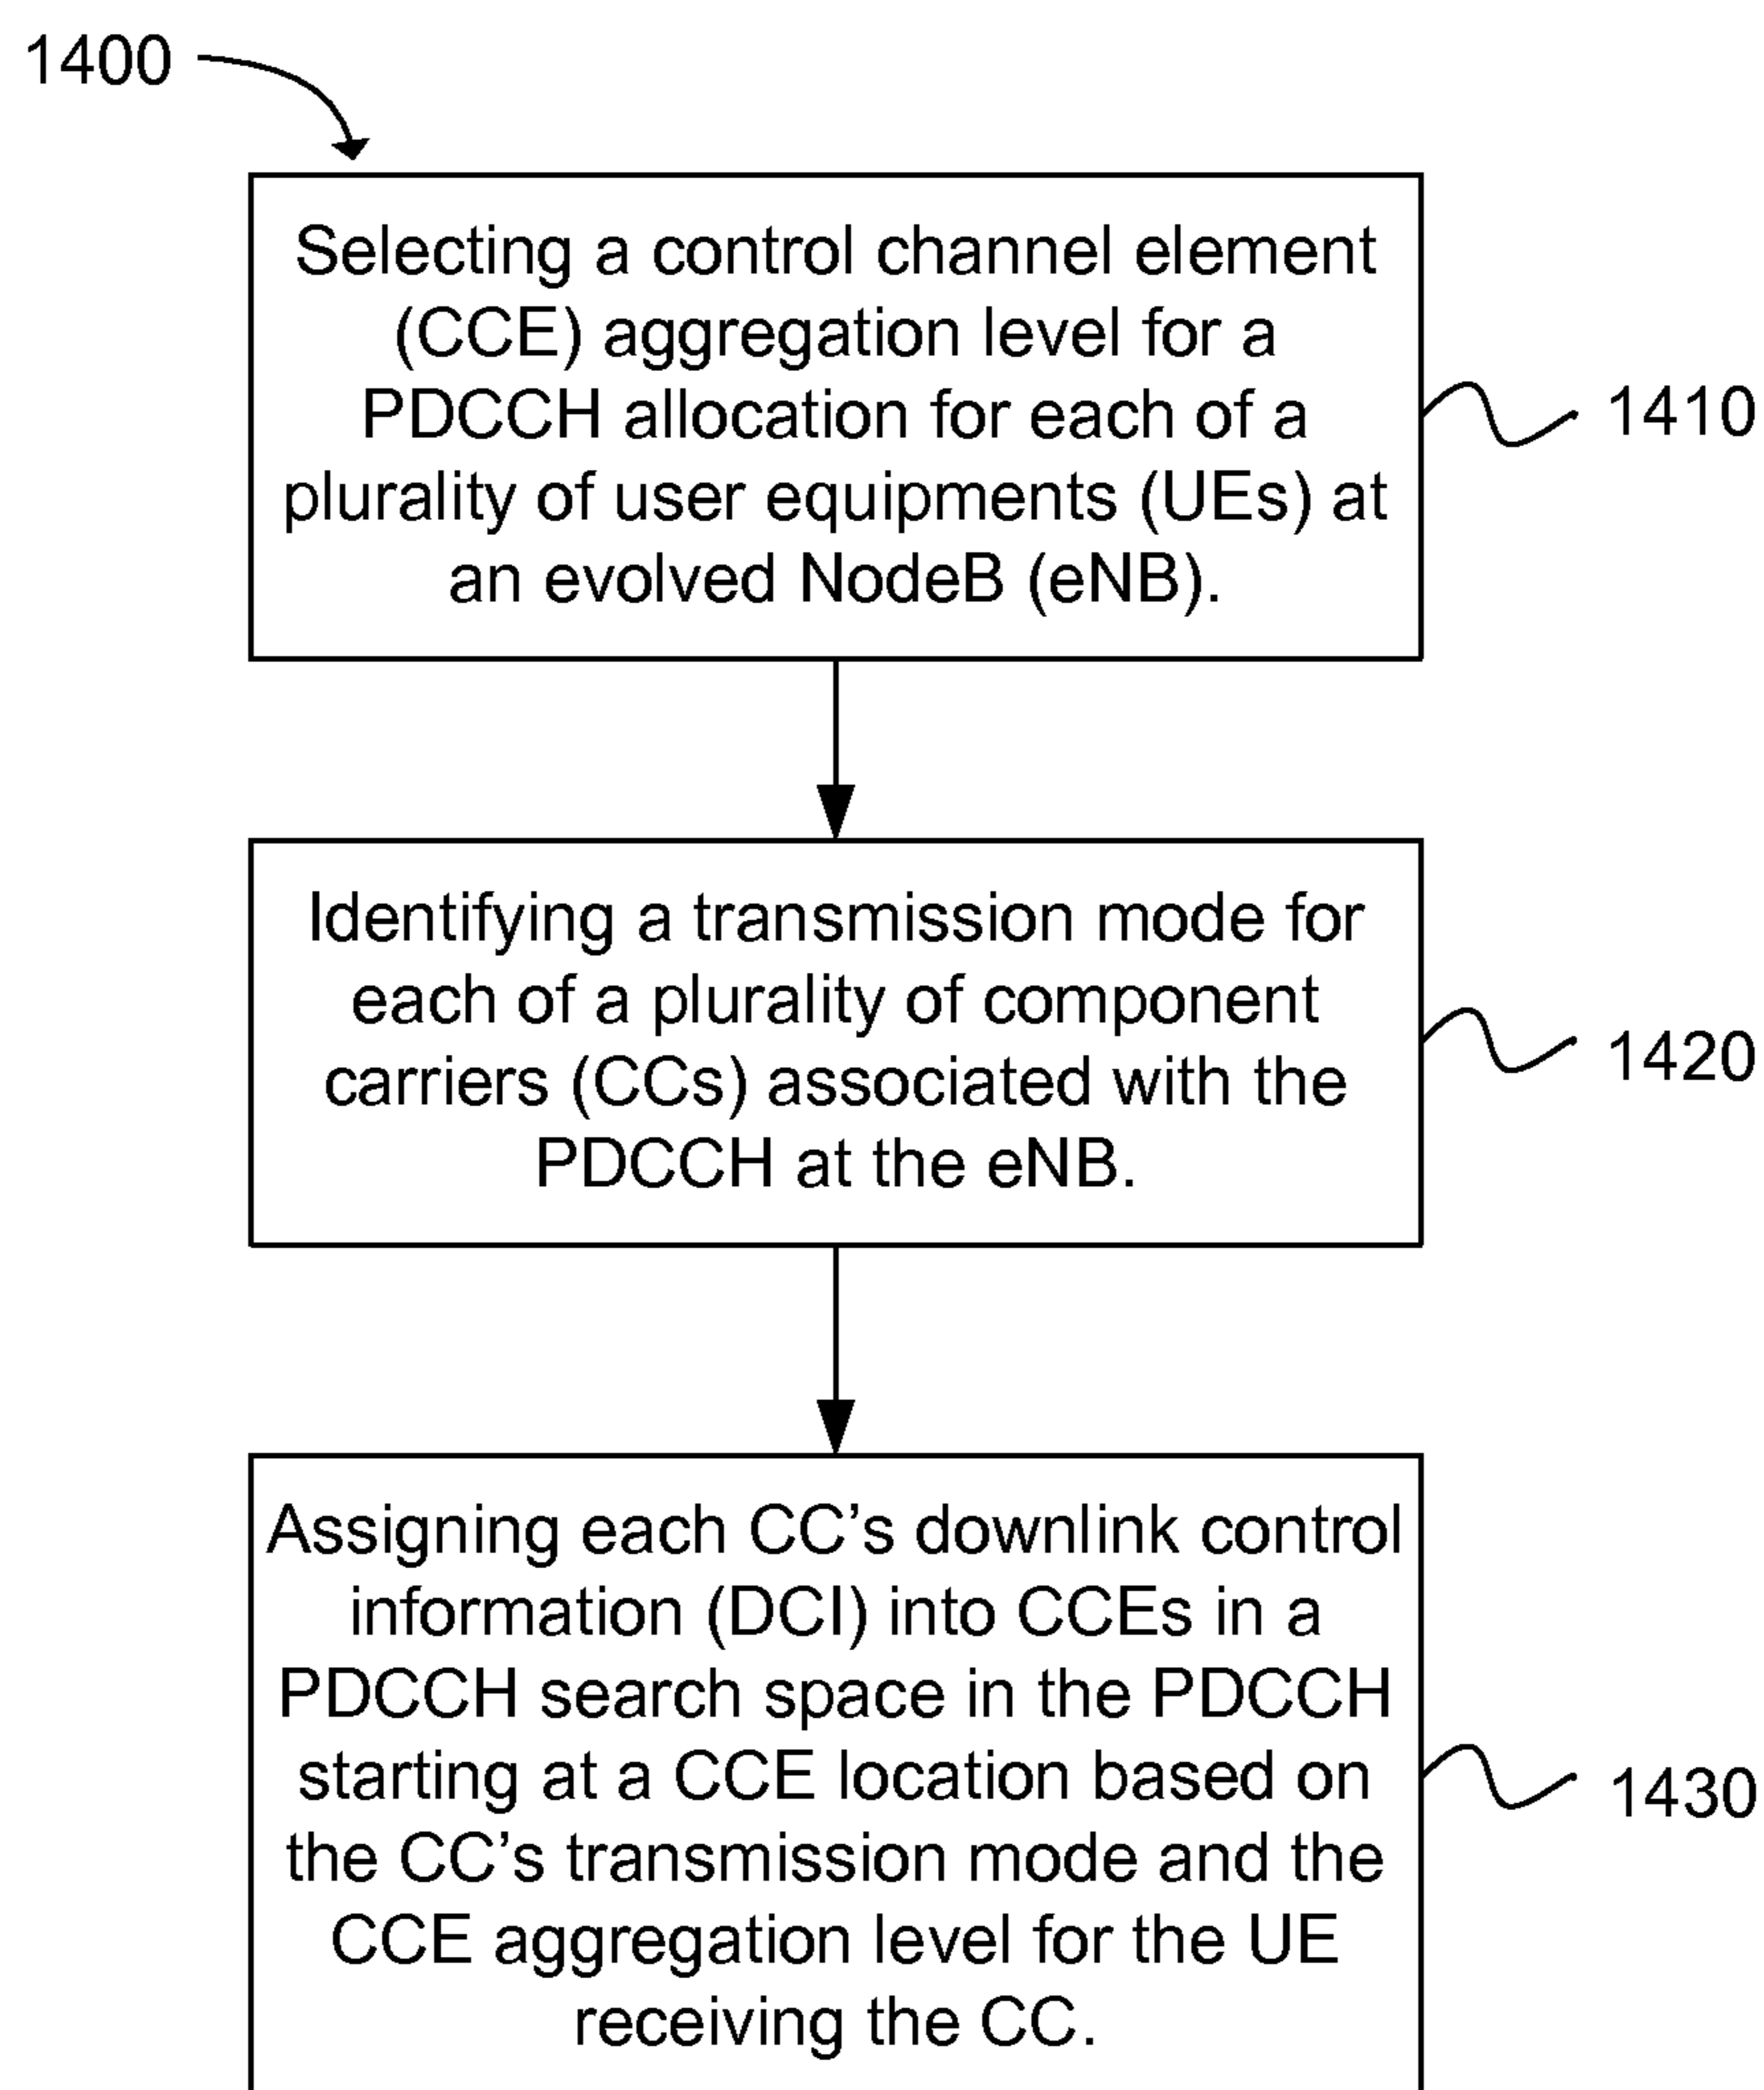 1400
Selecting a control channel element
(CCE) aggregation level for a
PDCCH allocation for each of a
plurality of user equipments (UEs) at
an evolved NodeB (eNB).
1410
Identifying a transmission mode for
each of a plurality of component
carriers (CCs) associated with the
PDCCH at the eNB.
1420
Assigning each CC’s downlink control
information (DCI) into CCEs in a
PDCCH search space in the PDCCH
starting at a CCE location based on
the CC’s transmission mode and the
CCE aggregation level for the UE
receiving the CC.
1430